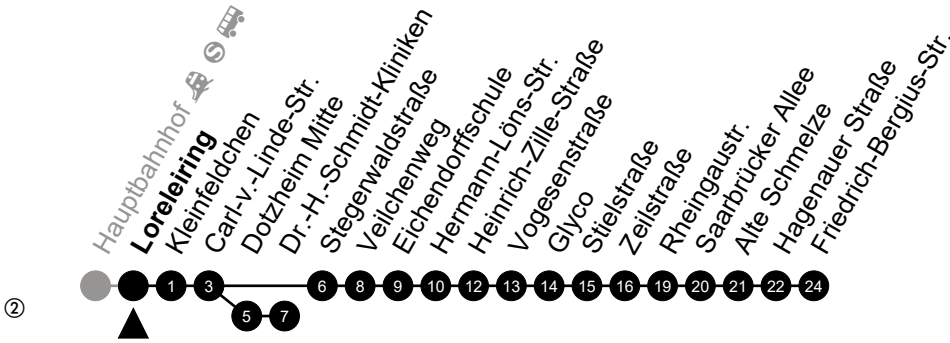 Hauptbahnhof S
Loreleiring
Kleinfeldchen
Carl-v.-Linde-Str.
Dotzheim Mitte
Dr.-H.-Schmidt-Kliniken
Stegerwaldstraße
Veilchenweg
Eichendorffschule
Hermann-Löns-Str.
Heinrich-Zille-Straße
Vogesenstraße
Glyco
Stielstraße
Zeilstraße
Rheingaustr.
Saarbrücker Allee
Alte Schmelze
Hagenauer Straße
Friedrich-Bergius-Str.
1 3 6 8 9 10 12 13 14 15 16 19 20 21 22 24
5 7
②